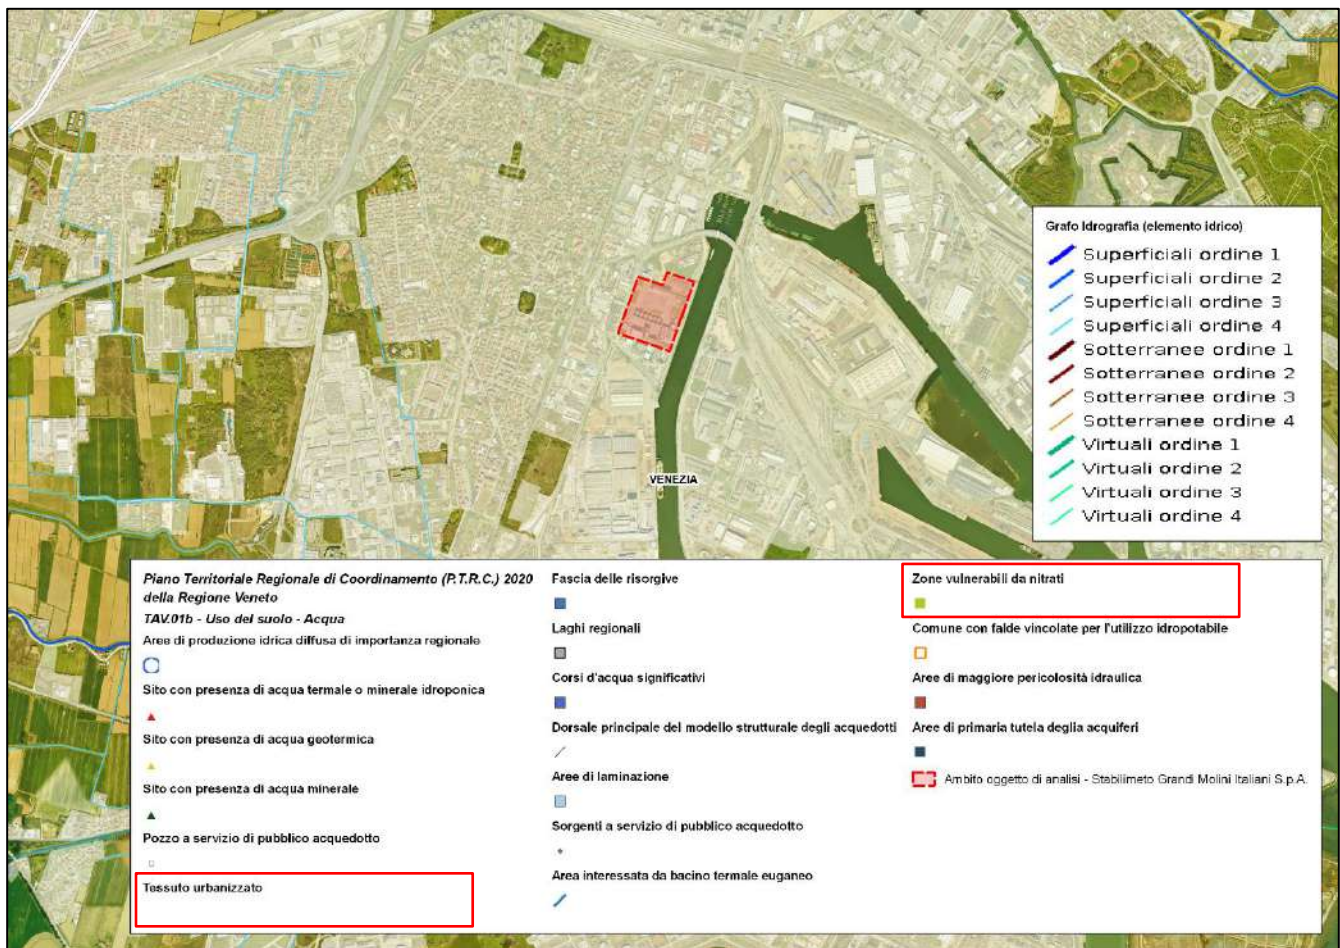 Grafo Idrografia (elemento idrico)
Superficiali ordine 1
Superficiali ordine 2
Superficiali ordine 3
Superficiali ordine 4
Sotterranee ordine 1
Sotterranee ordine 2
Sotterranee ordine 3
Sotterranee ordine 4
Virtuali ordine 1
Virtuali ordine 2
Virtuali ordine 3
Virtuali ordine 4
VENEZIA
Piano Territoriale Regionale di Coordinamento (P.T.R.C.) 2020
della Regione Veneto
TAV.01b - Uso del suolo - Acqua
Aree di produzione idrica diffusa di importanza regionale
Sito con presenza di acqua termale o minerale idroponica
Sito con presenza di acqua geotermica
Sito con presenza di acqua minerale
Pozzo a servizio di pubblico acquedotto
Tessuto urbanizzato
Fascia delle risorgive
Laghi regionali
Corsi d'acqua significativi
Dorsale principale del modello strutturale degli acquedotti
Aree di laminazione
Sorgenti a servizio di pubblico acquedotto
Area interessata da bacino termale euganeo
Zone vulnerabili da nitrati
Comune con falde vincolate per l'utilizzo idropotabile
Aree di maggiore pericolosità idraulica
Aree di primaria tutela deglia acquiferi
Ambito oggetto di analisi - Stabilimeto Grandi Molini Italiani S.p.A.